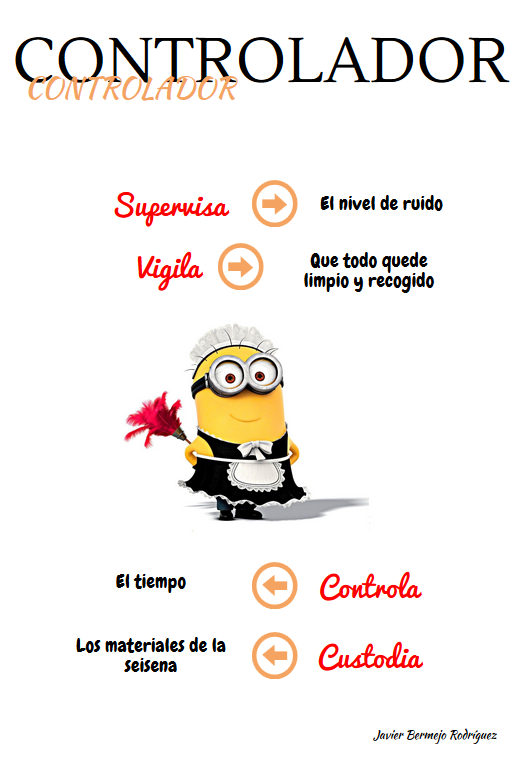 CONTROLADOR
CONTROLADOR
Supervisa
El nivel de ruido
Vigila
Que todo quede
limpio y recogido
El tiempo
Controla
Los materiales de la
seisena
Custodia
Javier Bermejo Rodríguez